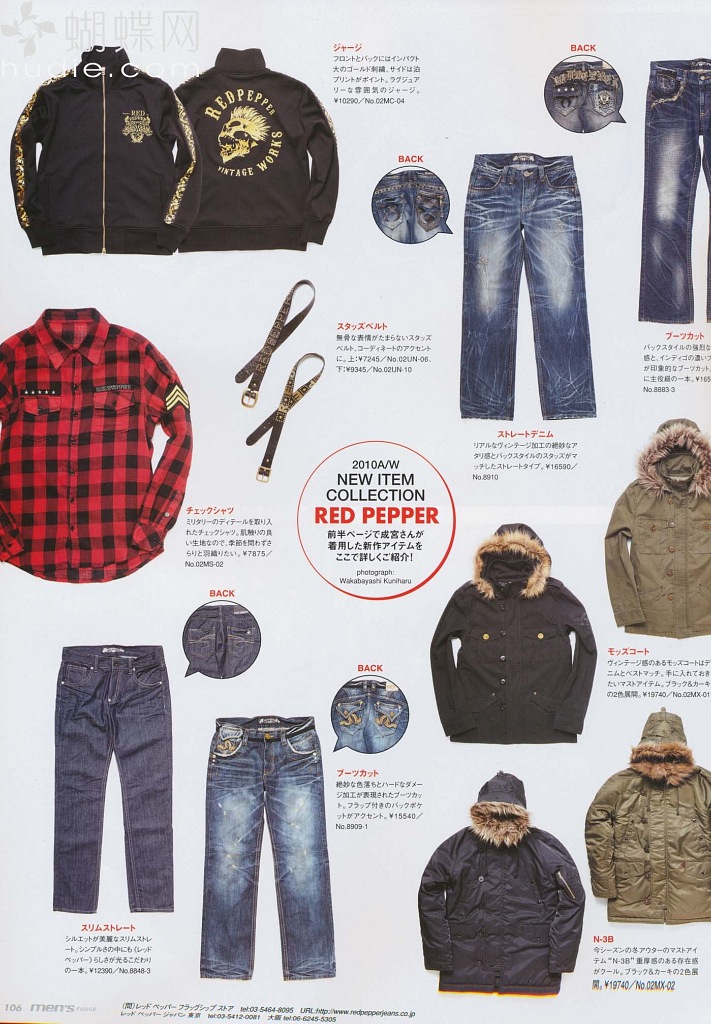 蝴蝶网
hudie.com
ジャージ
フロントとバックにはインパクト
大のゴールド刺繍、サイドは泊
プリントがポイント。ラグジュア
リーな雰囲気のジャージ。
¥10290/No.02MC-04
RED
PEPPER
REDPEPPER
VINTAGE WORKS
BACK
BACK
ブーツカット
バックスタイルの強烈な
感と、インディゴの濃いブ
が印象的なブーツカット。
に主役級の一本。¥165
No.8883-3
スタッズベルト
無骨な表情がたまらないスタッズ
ベルト、コーディネートのアクセント
に。上:¥7245/No.02UN-06、
下:¥9345/No.02UN-10
ストレートデニム
リアルなヴィンテージ加工の絶妙なア
タリ感とバックスタイルのスタッズがマ
ッチしたストレートタイプ。¥16590/
No.8910
チェックシャツ
ミリタリーのディテールを取り入
れたチェックシャツ。肌触りの良
い生地なので、季節を問わずさ
らりと羽織りたい。¥7875/
No.02MS-02
2010A/W
NEW ITEM
COLLECTION
RED PEPPER
前半ページで成宮さんが
着用した新作アイテムを
ここで詳しくご紹介!
photograph:
Wakabayashi Kuniharu
BACK
モッズコート
ヴィンテージ感のあるモッズコートはデ
ニムとベストマッチ。手に入れておき
たいマストアイテム。ブラック&カーキ
の2色展開。¥19740/No.02MX-01
BACK
ブーツカット
絶妙な色落ちとハードなダメー
ジ加工が表現されたブーツカッ
ト。フラップ付きのバックポケ
ットがアクセント。¥15540/
No.8909-1
スリムストレート
シルエットが美麗なスリムストレ
ート。シンプルさの中にも〈レッド
ペッパー〉らしさが光るこだわり
の一本。¥12390/No.8848-3
N-3B
今シーズンの冬アウターのマストアイ
テム"N-3B"重厚感のある存在感
がクール。ブラック&カーキの2色展
開。¥19740/No.02MX-02
106 men's FUDGE
(問)レッド ペッパー フラッグシップ ストア tel:03-5464-8095 URL:http://www.redpepperjeans.co.jp
レッド ペッパー ジャパン 東京 tel:03-5412-0081 大阪 tel:06-6245-5305